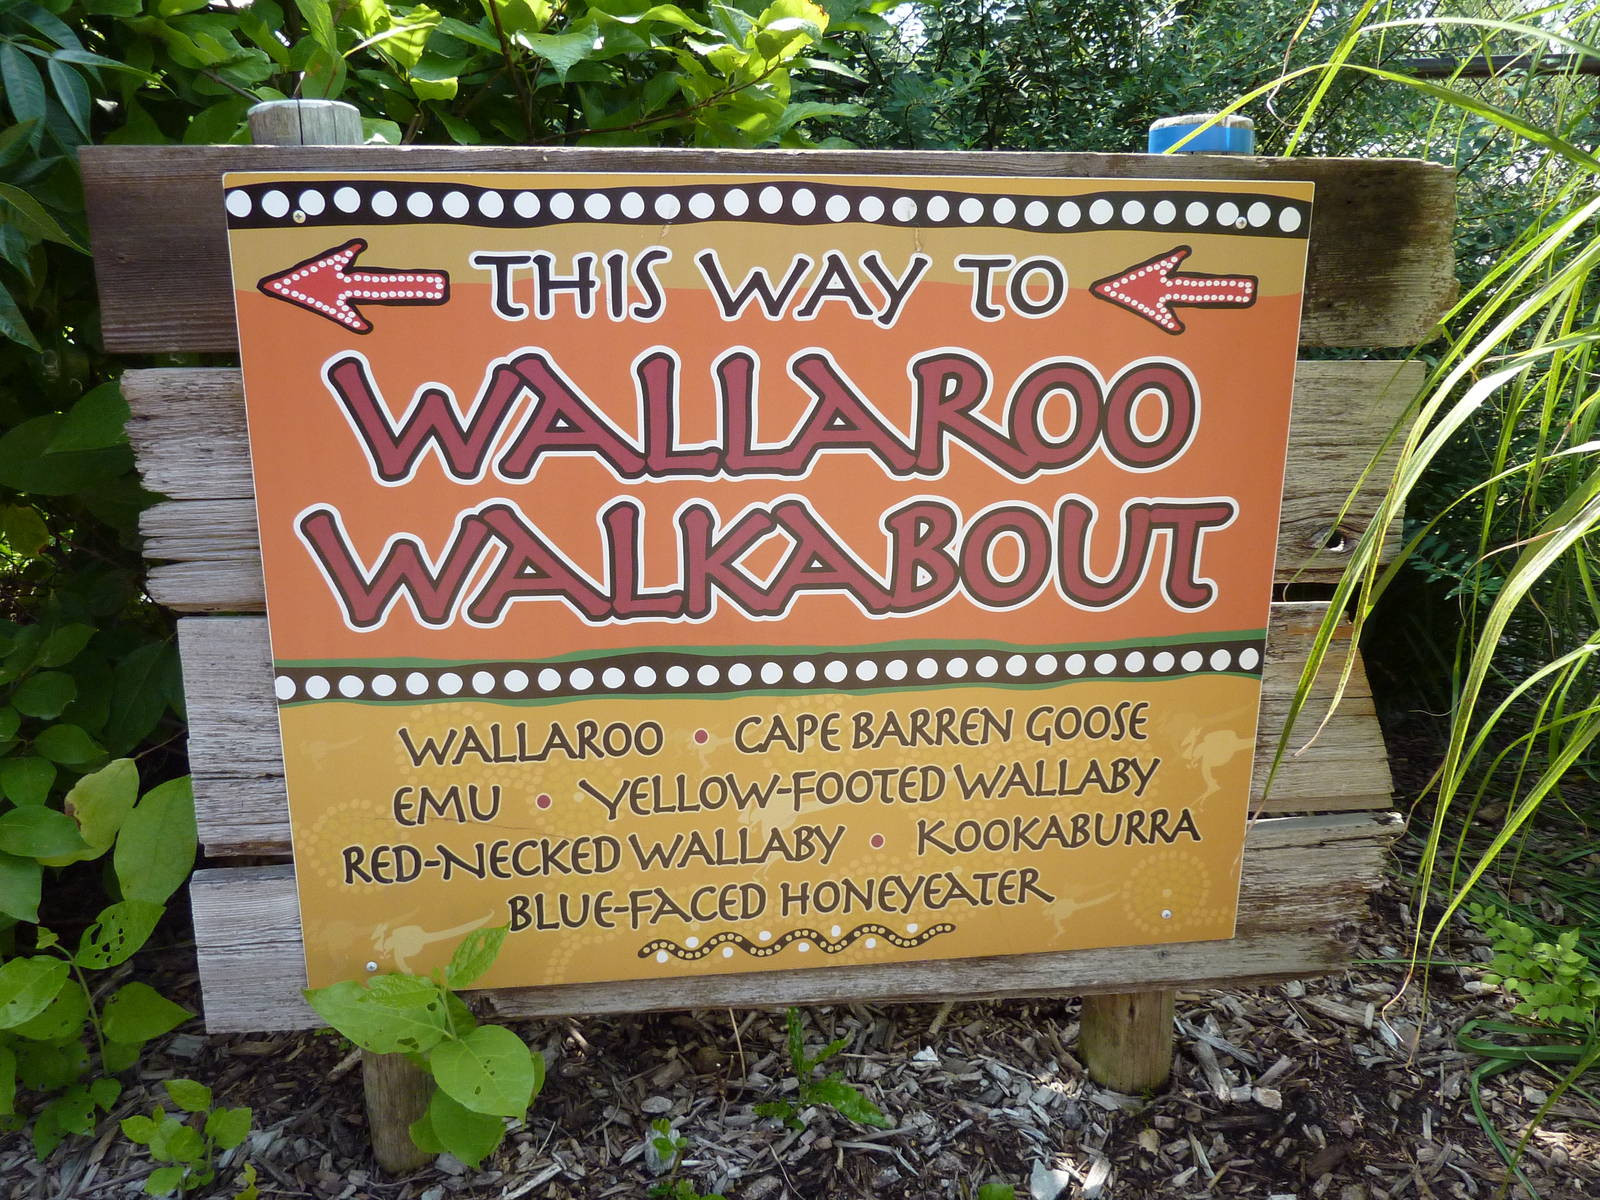 THIS WAY TO
WALLAROO
WALKABOUT
WALLAROO • CAPE BARREN GOOSE
EMU • YELLOW-FOOTED WALLABY
RED-NECKED WALLABY • KOOKABURRA
BLUE-FACED HONEYEATER